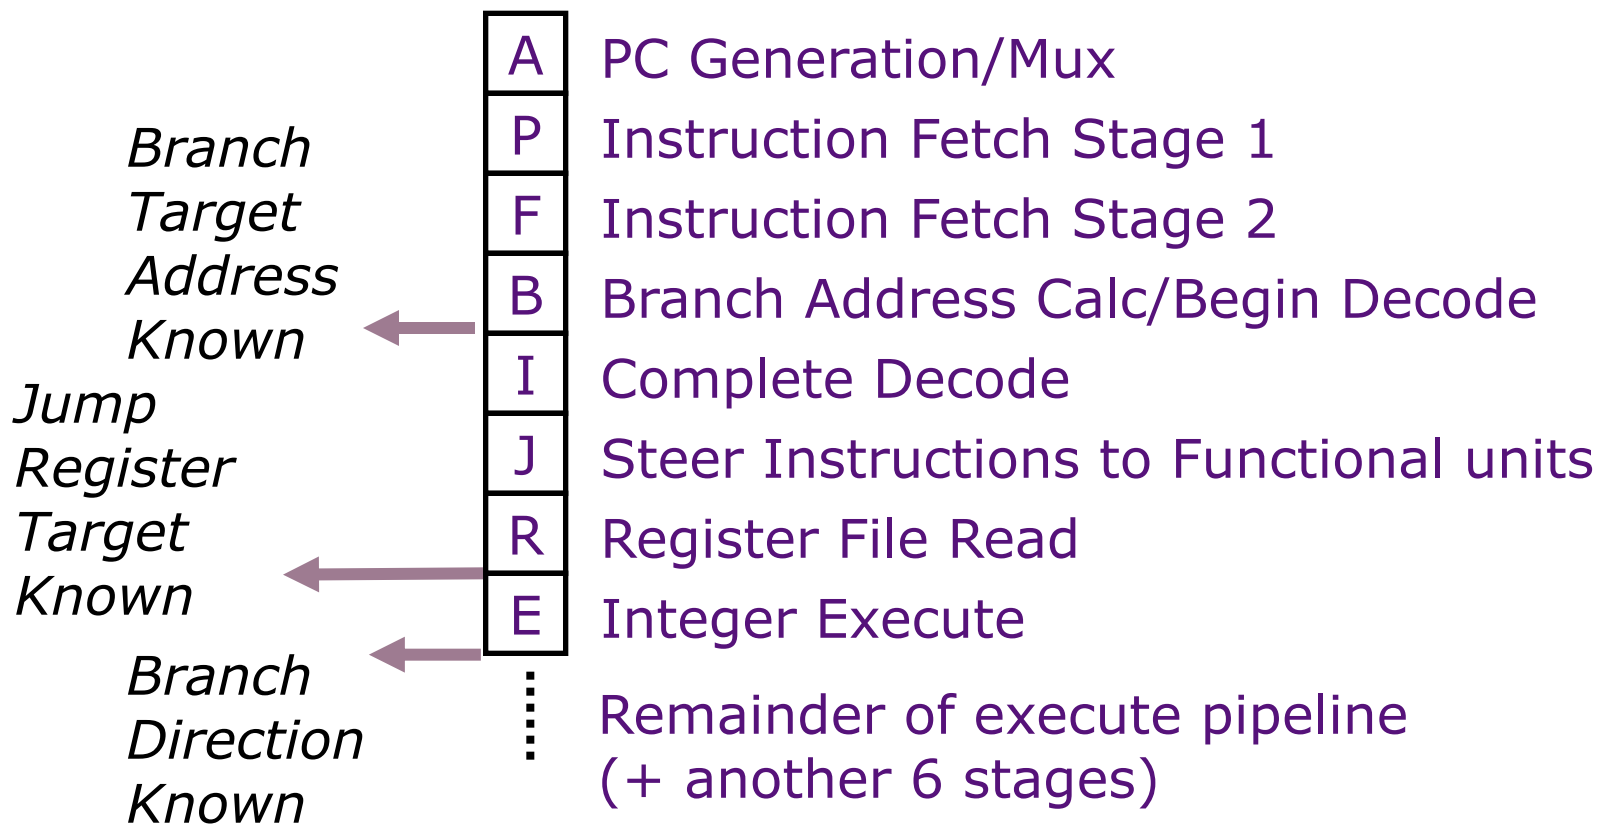 A PC Generation/Mux
P Instruction Fetch Stage 1
F Instruction Fetch Stage 2
B Branch Address Calc/Begin Decode
I Complete Decode
J Steer Instructions to Functional units
R Register File Read
E Integer Execute
Remainder of execute pipeline
(+ another 6 stages)
Branch
Target
Address
Known
Jump
Register
Target
Known
Branch
Direction
Known